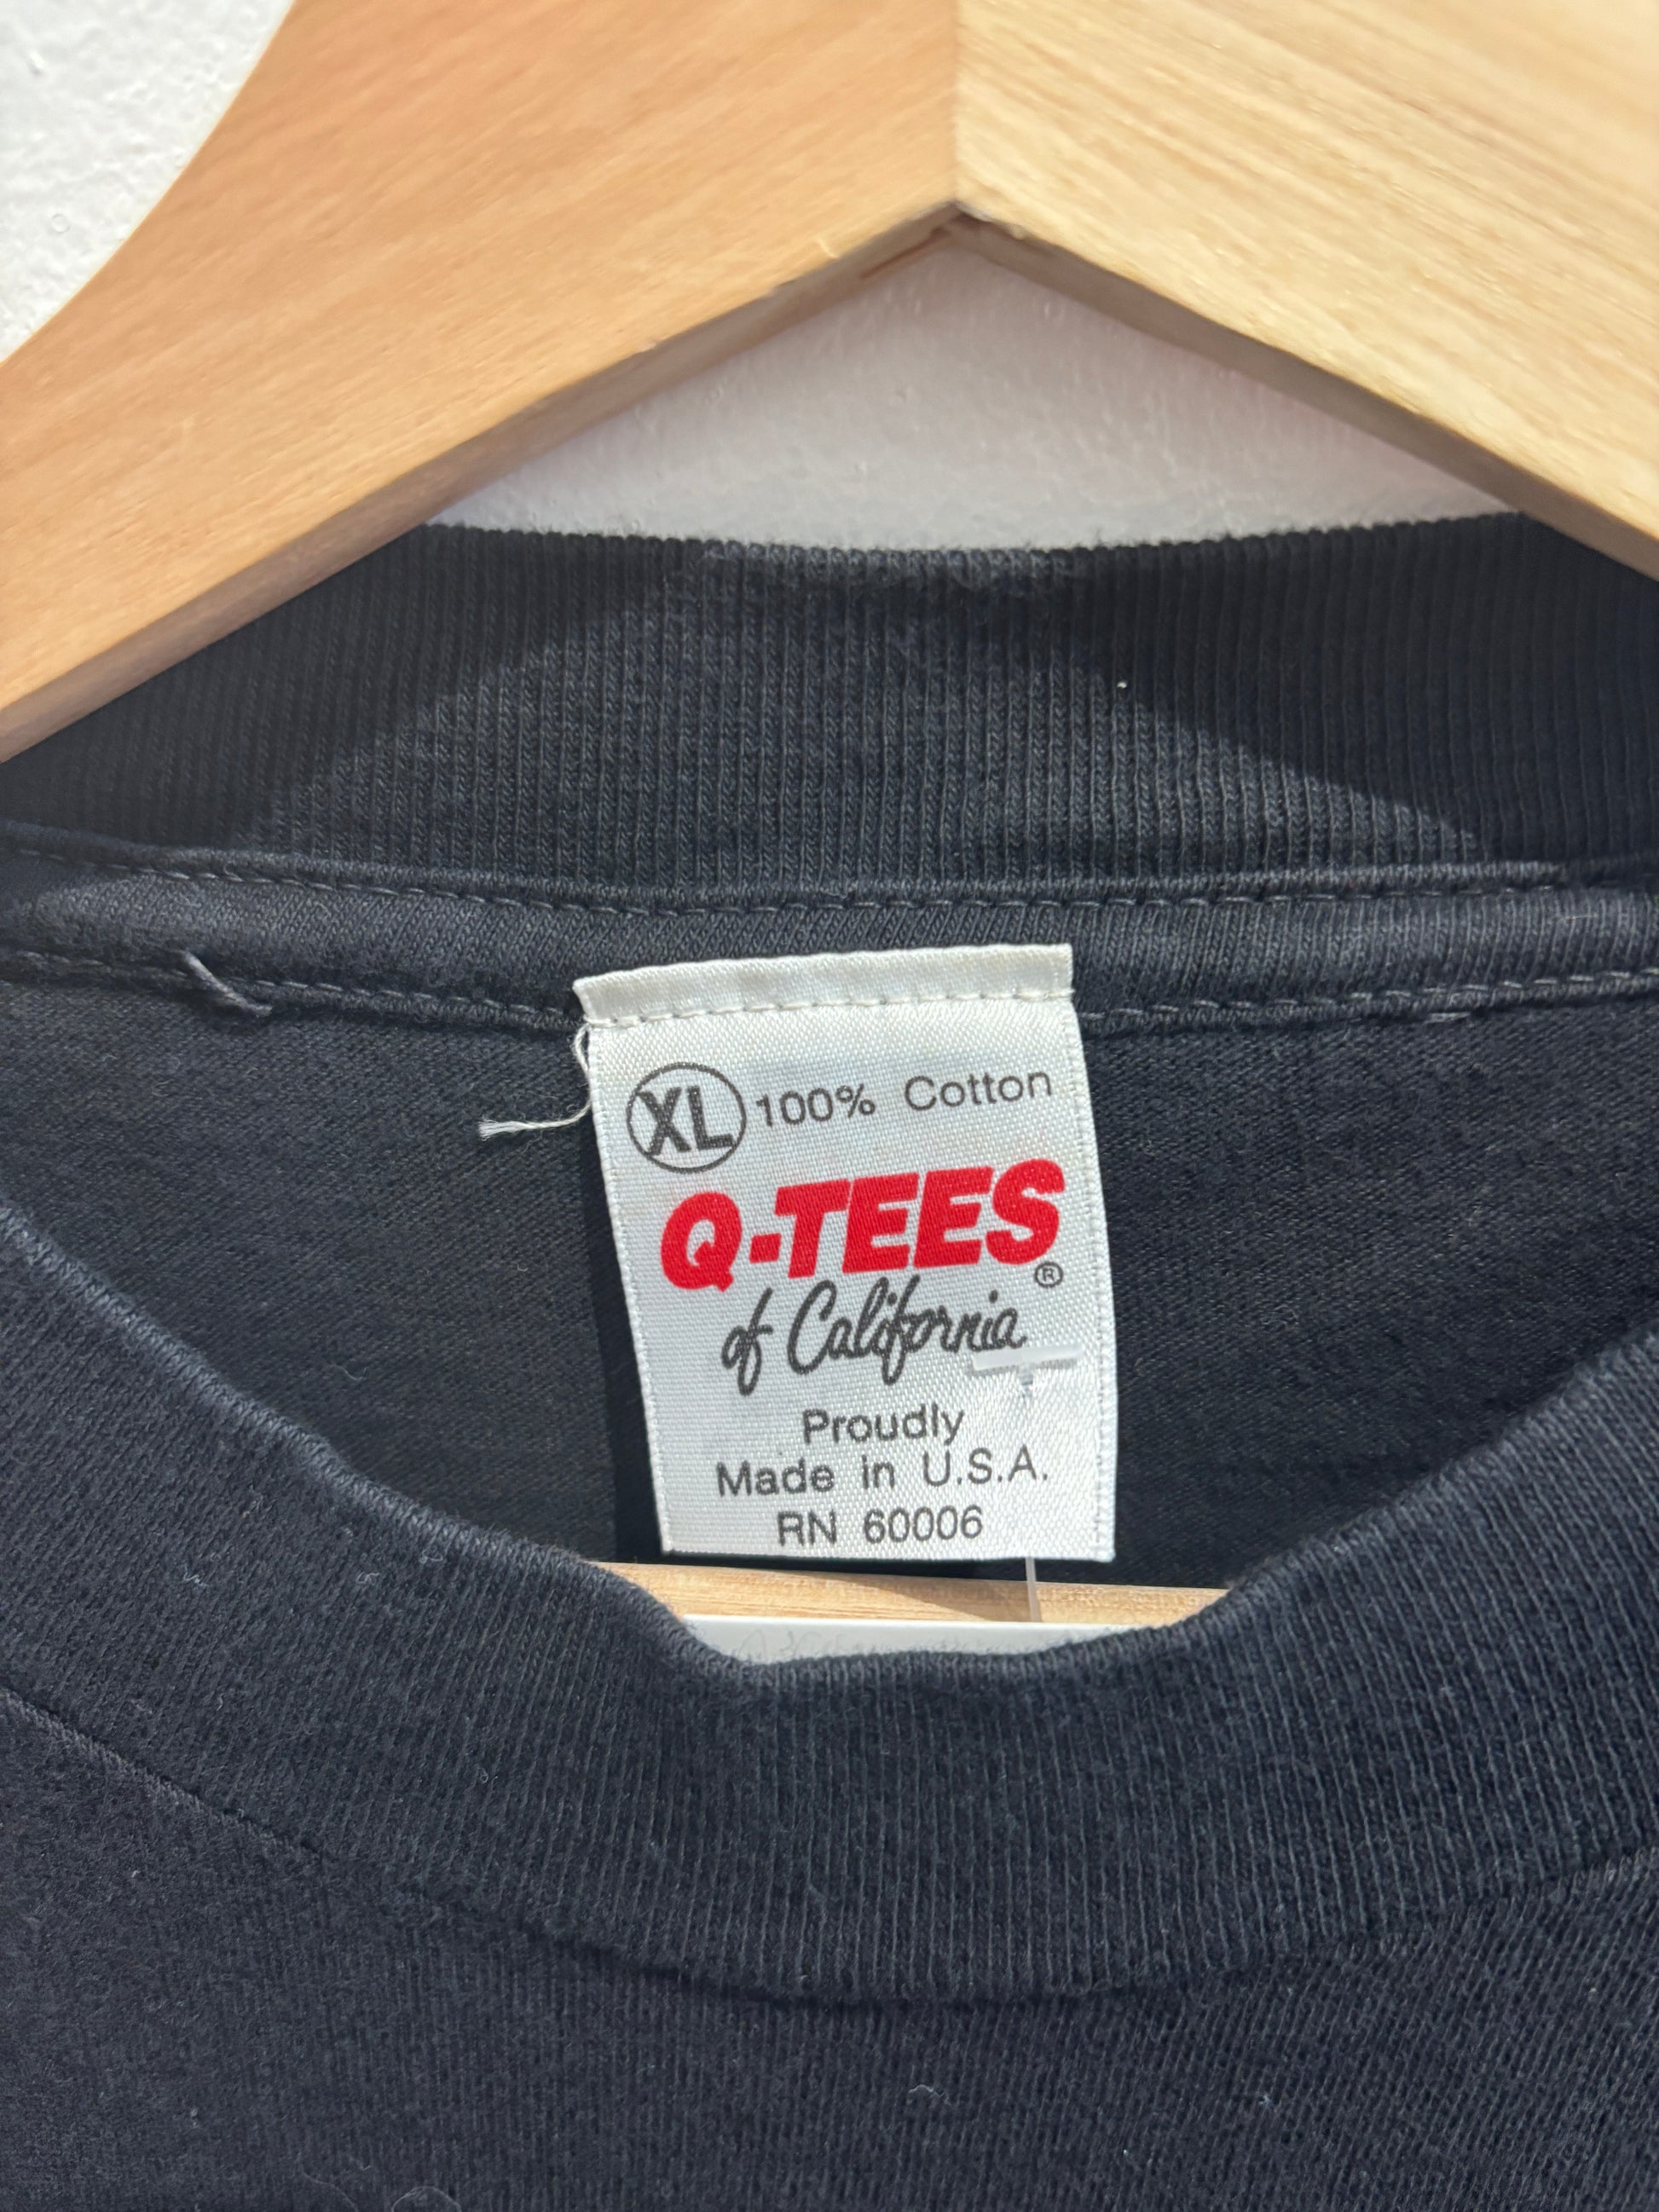 XL 100% Cotton
Q-TEES
®
of California
Proudly
Made in U.S.A.
RN 60006